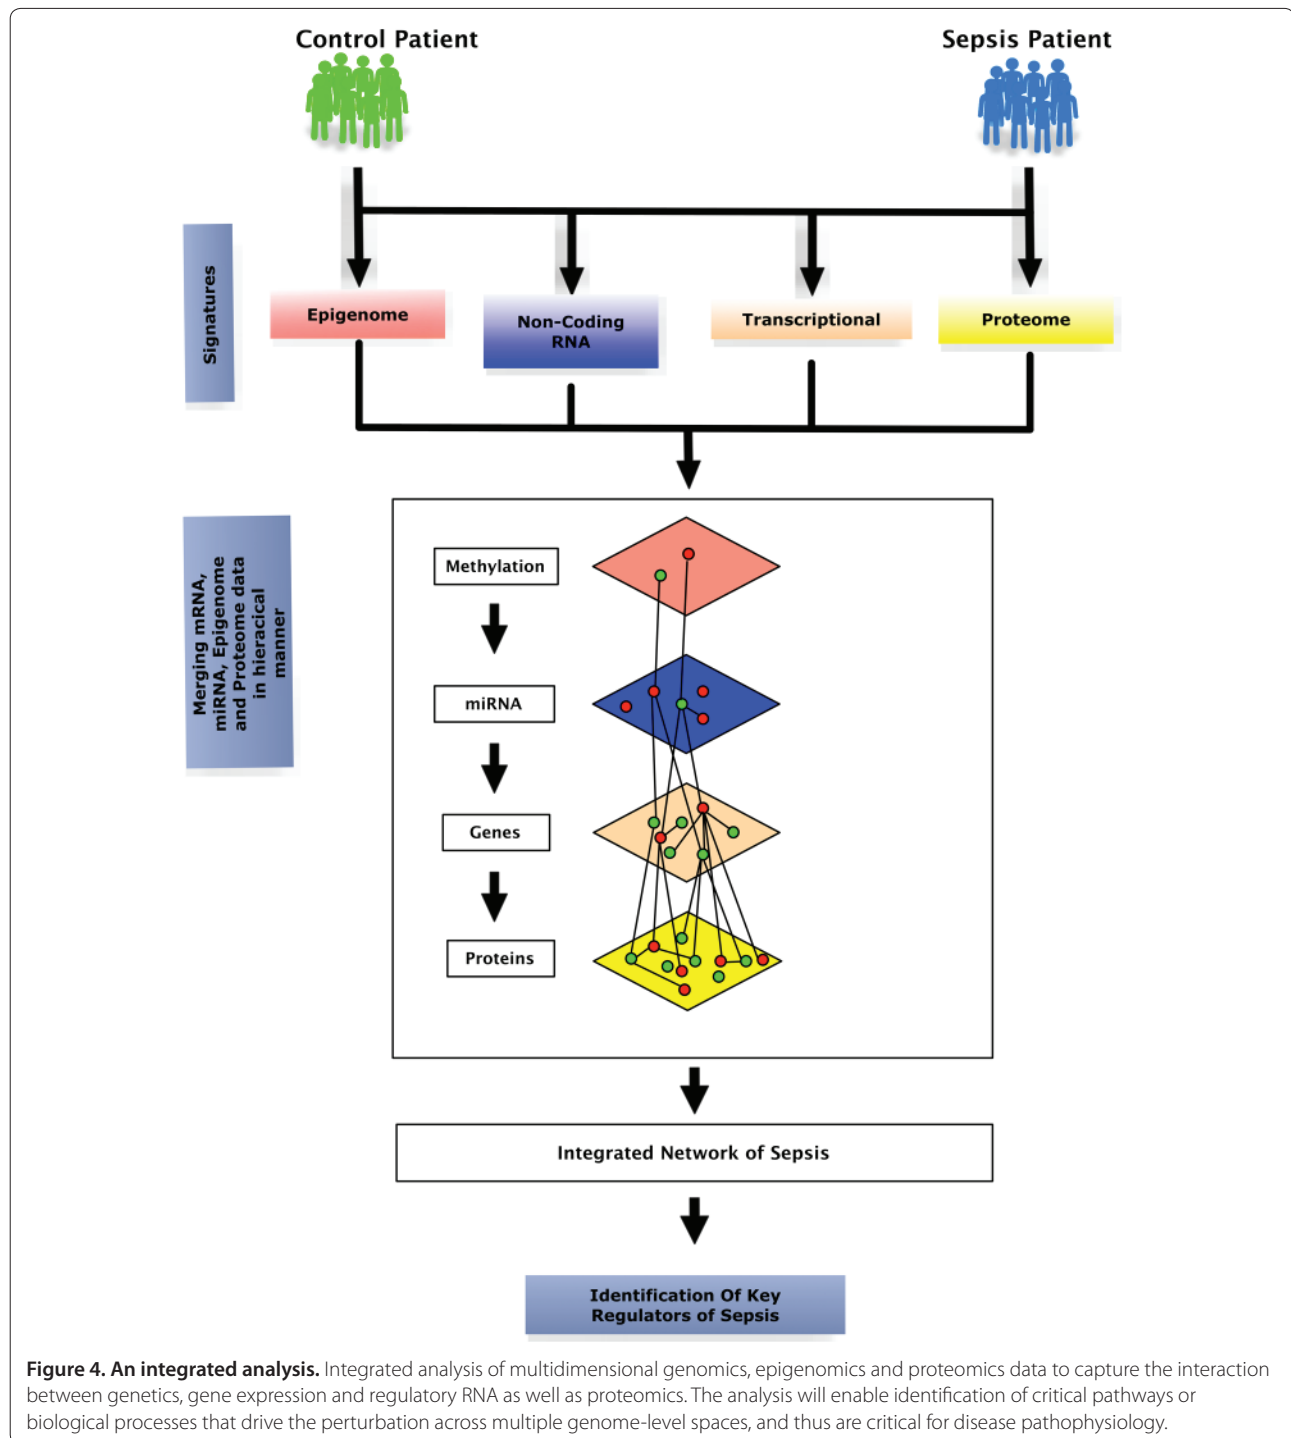 Control Patient
Sepsis Patient
Signatures
Epigenome
Non-Coding
RNA
Transcriptional
Proteome
Merging mRNA,
miRNA, Epigenome
and Proteome data
in hieracical
manner
Methylation
miRNA
Genes
Proteins
Integrated Network of Sepsis
Identification Of Key
Regulators of Sepsis
Figure 4. An integrated analysis. Integrated analysis of multidimensional genomics, epigenomics and proteomics data to capture the interaction
between genetics, gene expression and regulatory RNA as well as proteomics. The analysis will enable identification of critical pathways or
biological processes that drive the perturbation across multiple genome-level spaces, and thus are critical for disease pathophysiology.